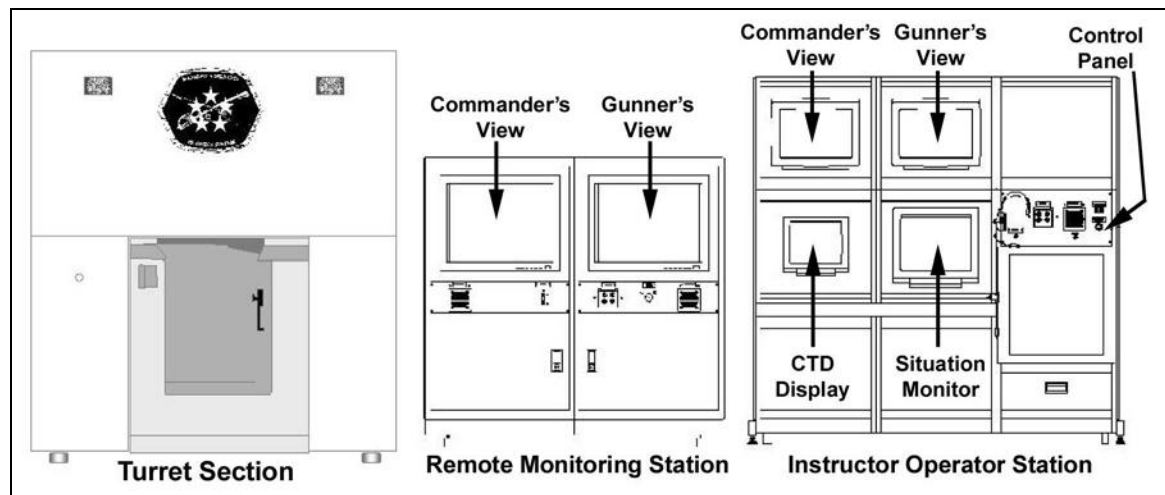 Commander's
View
Gunner's
View
Control
Panel
Commander's
View
Gunner's
View
CTD
Display
Situation
Monitor
Turret Section
Remote Monitoring Station
Instructor Operator Station